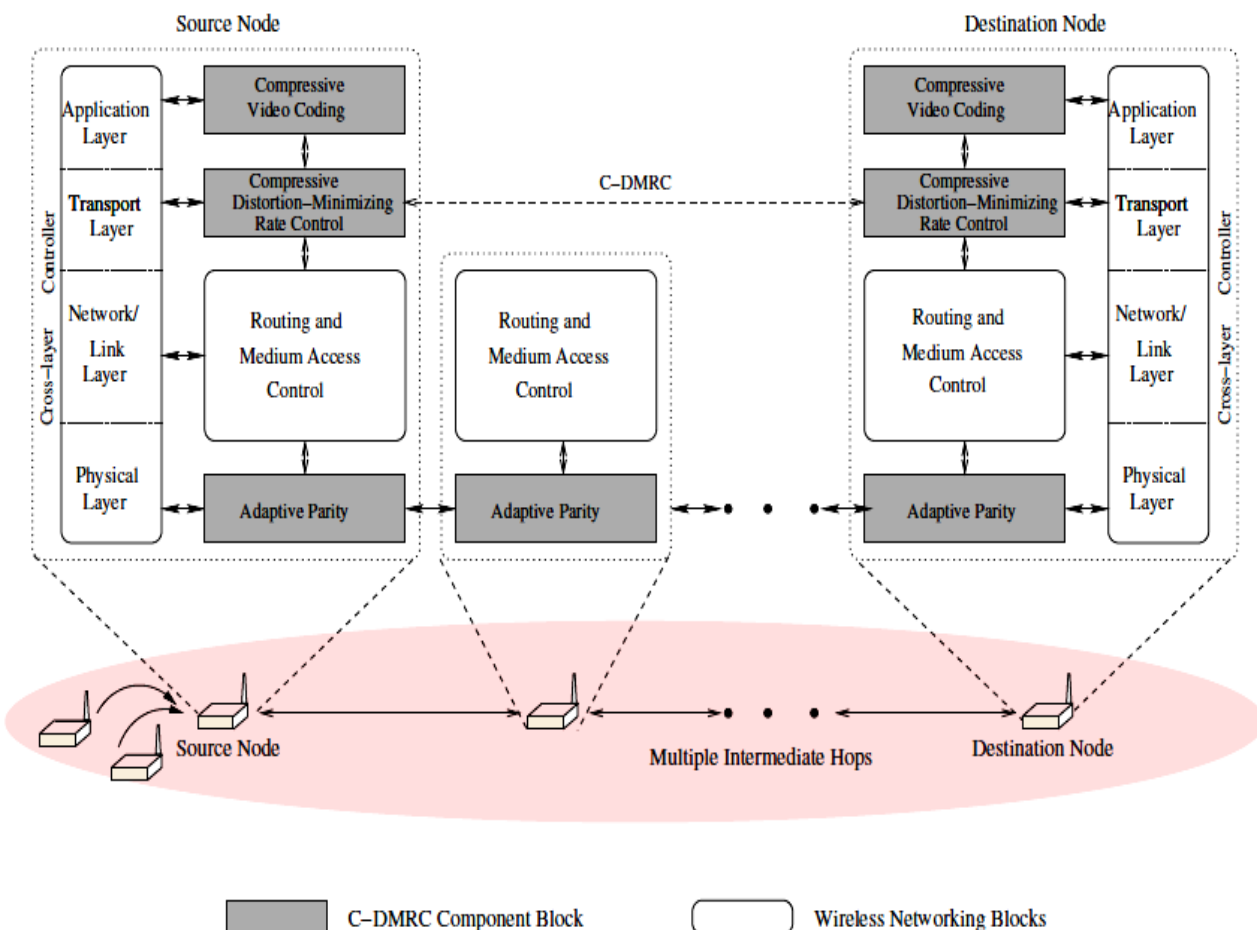 Source Node
Destination Node
Application
Layer
Transport
Layer
Network/
Link
Layer
Physical
Layer
Cross-layer Controller
Compressive
Video Coding
Compressive
Distortion-Minimizing
Rate Control
Routing and
Medium Access
Control
Adaptive Parity
C-DMRC
Routing and
Medium Access
Control
Adaptive Parity
Compressive
Video Coding
Compressive
Distortion-Minimizing
Rate Control
Routing and
Medium Access
Control
Adaptive Parity
Application
Layer
Transport
Layer
Network/
Link
Layer
Physical
Layer
Cross-layer Controller
Source Node
Multiple Intermediate Hops
Destination Node
C-DMRC Component Block
Wireless Networking Blocks